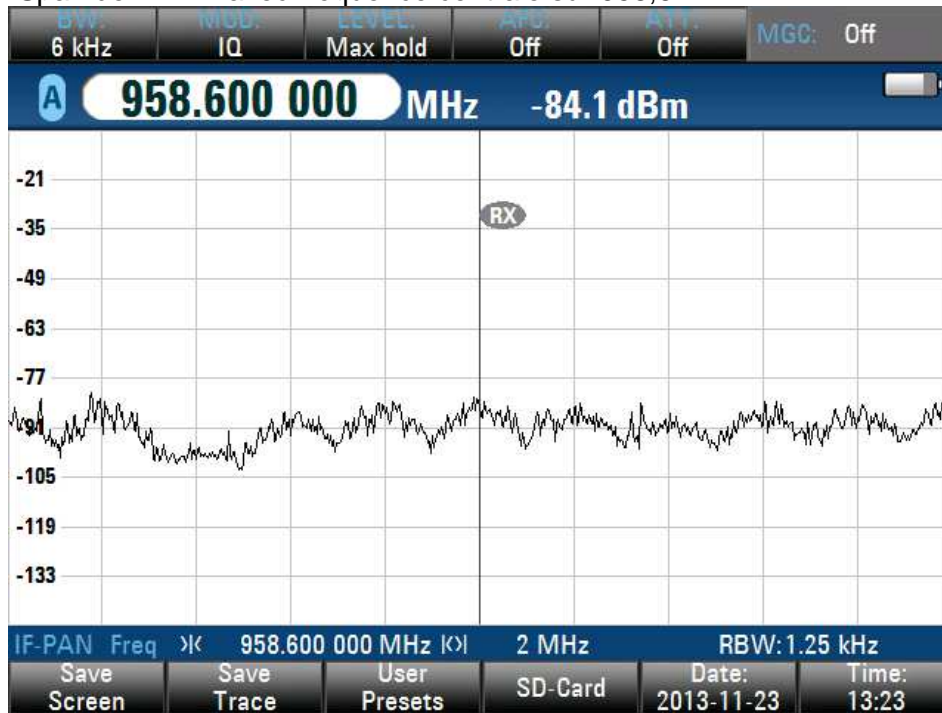 BW: MOD: LEVEL: AFC: ATT:
6 kHz IQ Max hold Off Off MGC: Off
A 958.600 000 MHz -84.1 dBm
-21
RX
-35
-49
-63
-77
-91
-105
-119
-133
IF-PAN Freq 958.600 000 MHz 2 MHz RBW: 1.25 kHz
Save Save User SD-Card Date: Time:
Screen Trace Presets 2013-11-23 13:23